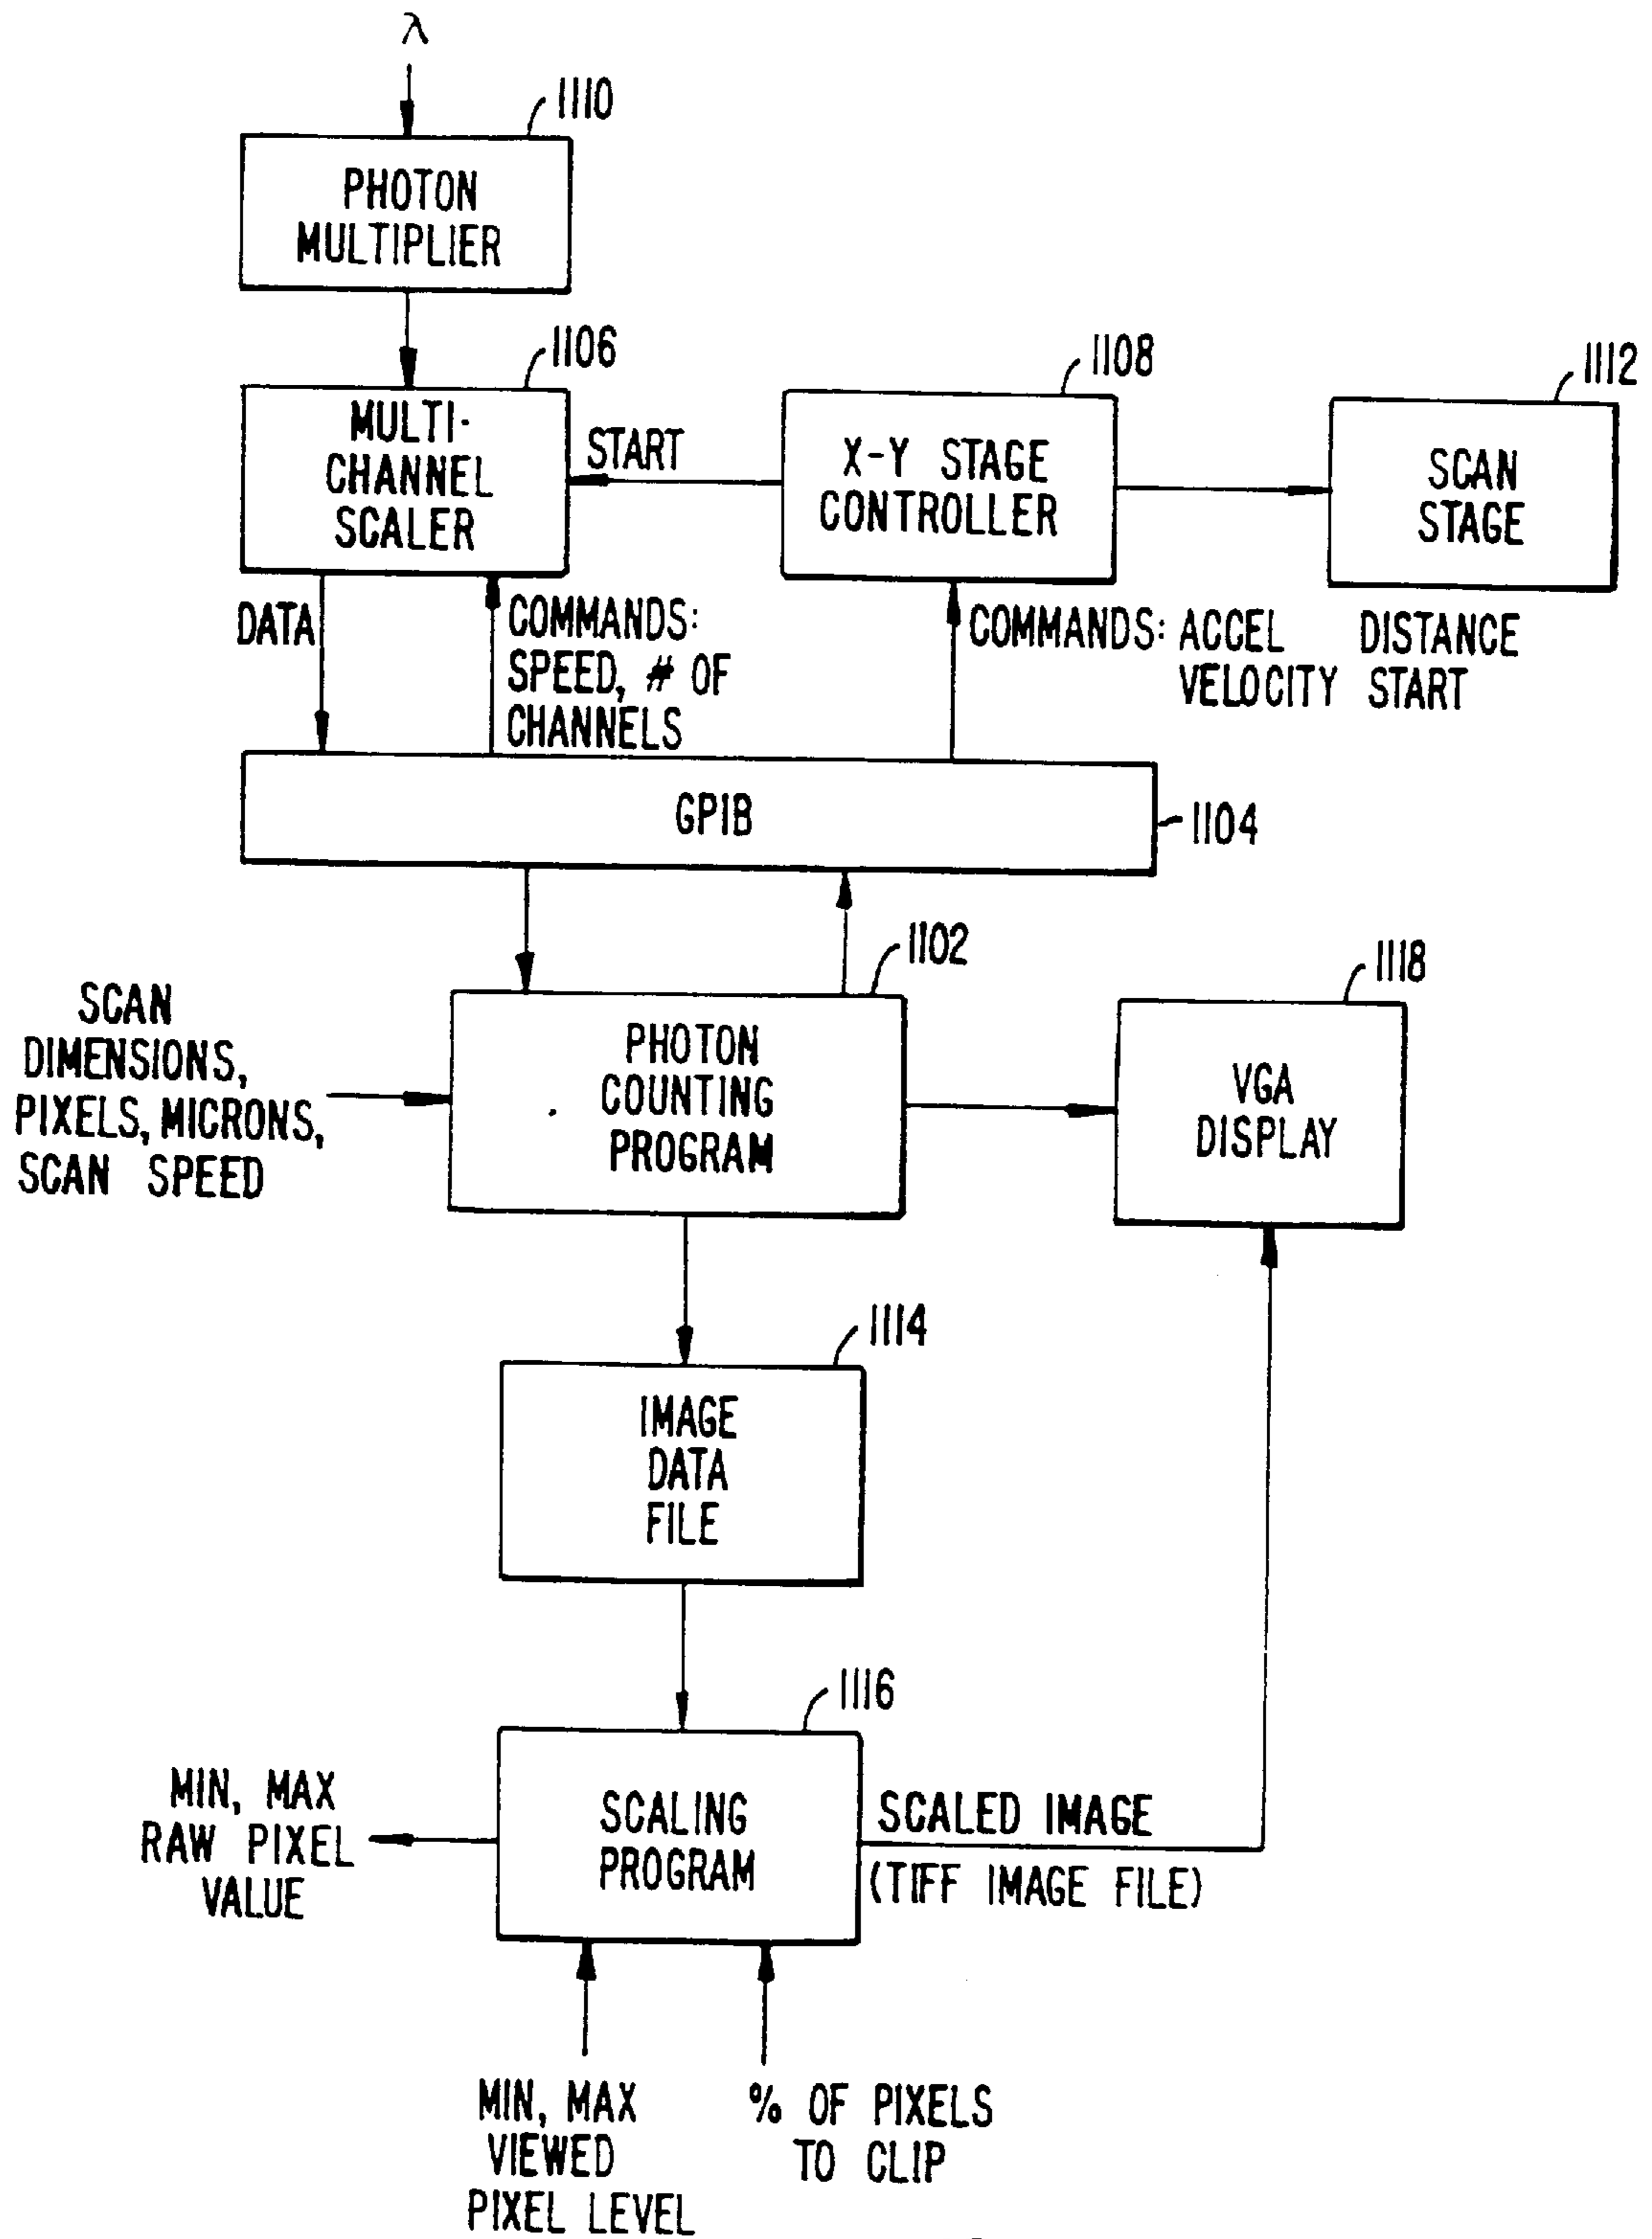 λ
1110
PHOTON
MULTIPLIER
1106
MULTI-
CHANNEL
SCALER
START
1108
X-Y STAGE
CONTROLLER
1112
SCAN
STAGE
DATA
COMMANDS:
SPEED, # OF
CHANNELS
COMMANDS: ACCEL DISTANCE
VELOCITY START
GPIB
1104
1102
PHOTON
COUNTING
PROGRAM
SCAN
DIMENSIONS,
PIXELS, MICRONS,
SCAN SPEED
1118
VGA
DISPLAY
1114
IMAGE
DATA
FILE
1116
SCALING
PROGRAM
MIN, MAX
RAW PIXEL
VALUE
SCALED IMAGE
(TIFF IMAGE FILE)
MIN, MAX
VIEWED
PIXEL LEVEL
% OF PIXELS
TO CLIP